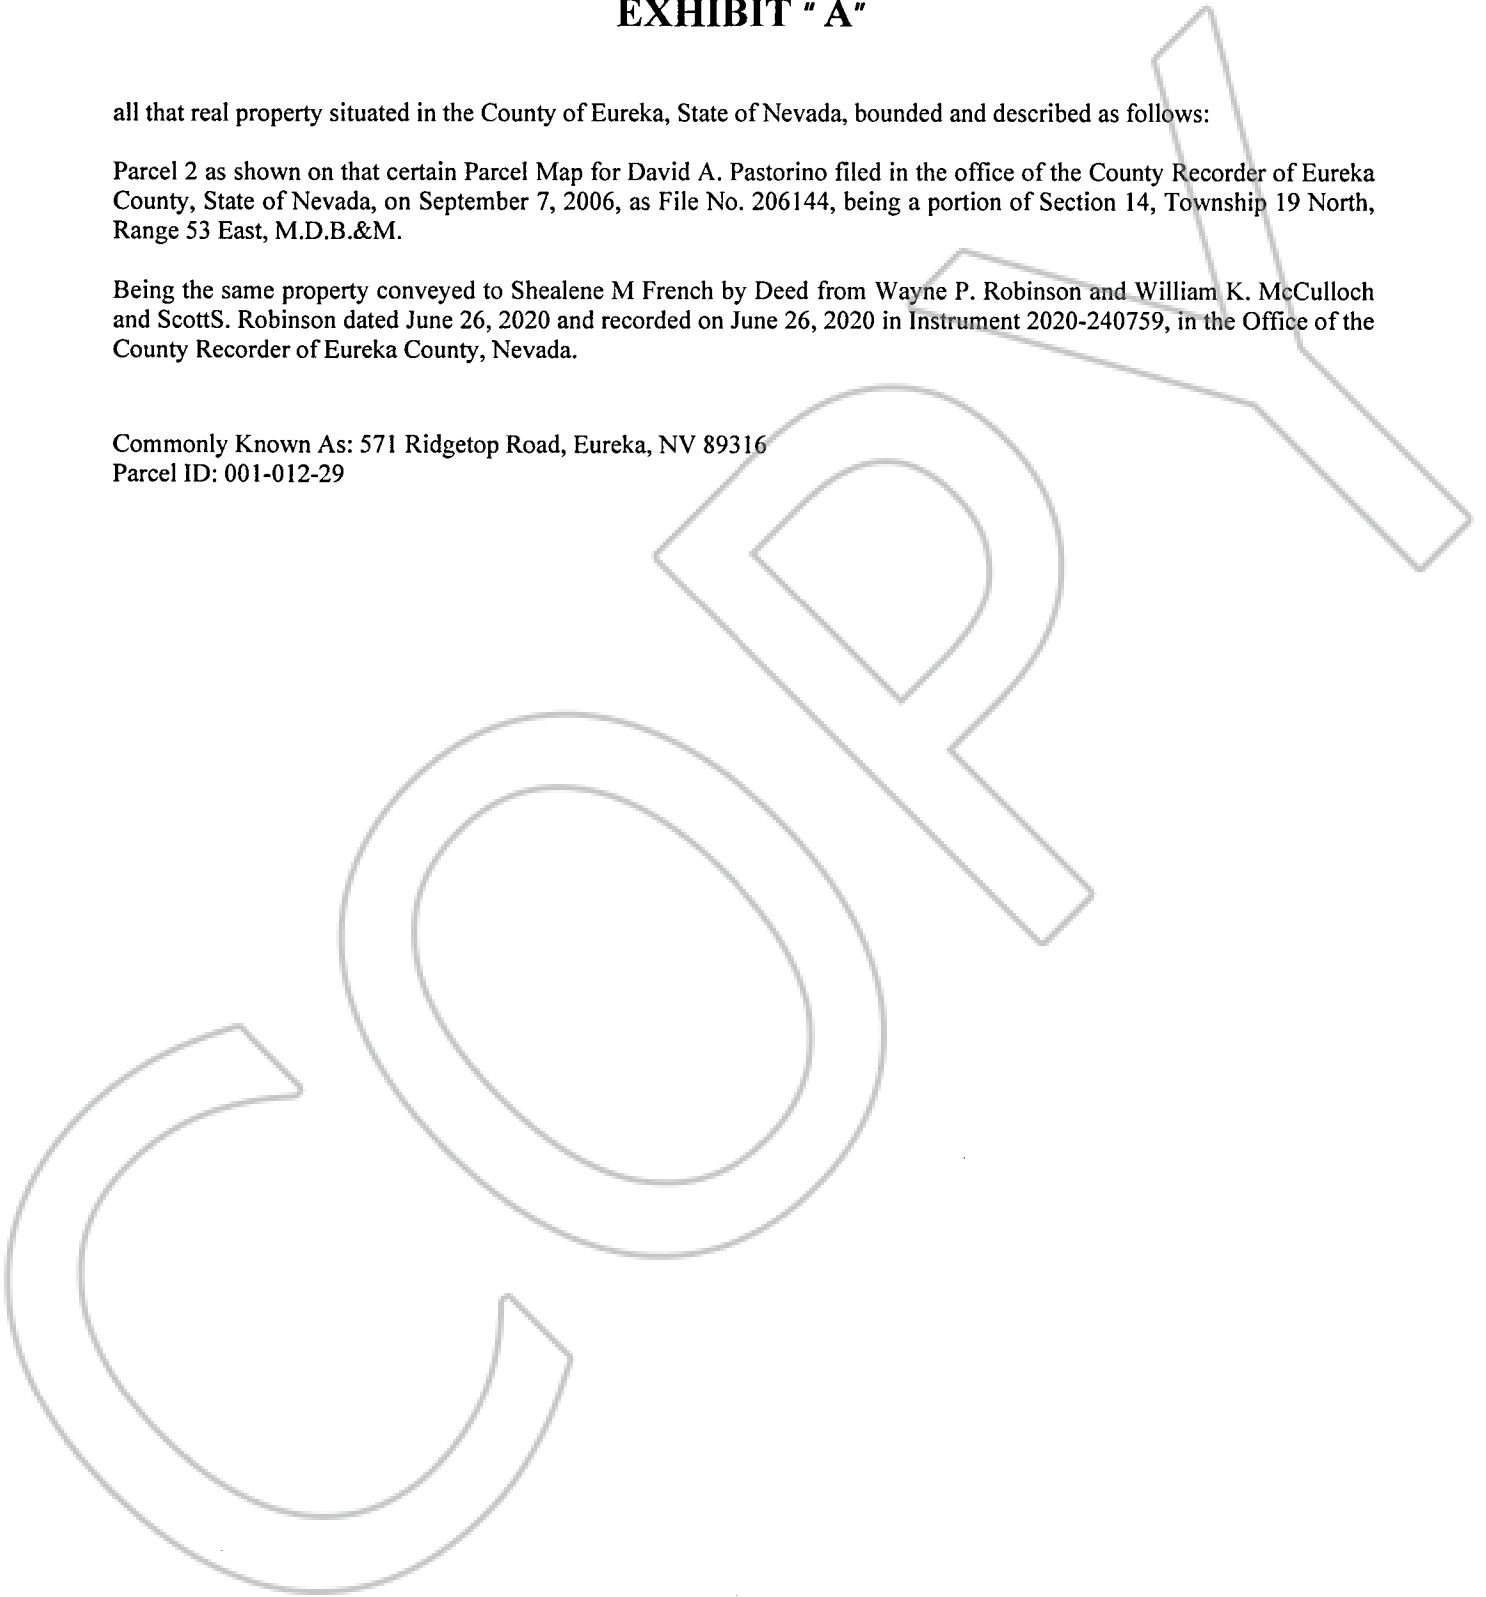 EXHIBIT " A"
all that real property situated in the County of Eureka, State of Nevada, bounded and described as follows:
Parcel 2 as shown on that certain Parcel Map for David A. Pastorino filed in the office of the County Recorder of Eureka
County, State of Nevada, on September 7, 2006, as File No. 206144, being a portion of Section 14, Township 19 North,
Range 53 East, M.D.B.&M.
Being the same property conveyed to Shealene M French by Deed from Wayne P. Robinson and William K. McCulloch
and ScottS. Robinson dated June 26, 2020 and recorded on June 26, 2020 in Instrument 2020-240759, in the Office of the
County Recorder of Eureka County, Nevada.
Commonly Known As: 571 Ridgetop Road, Eureka, NV 89316
Parcel ID: 001-012-29
COPY